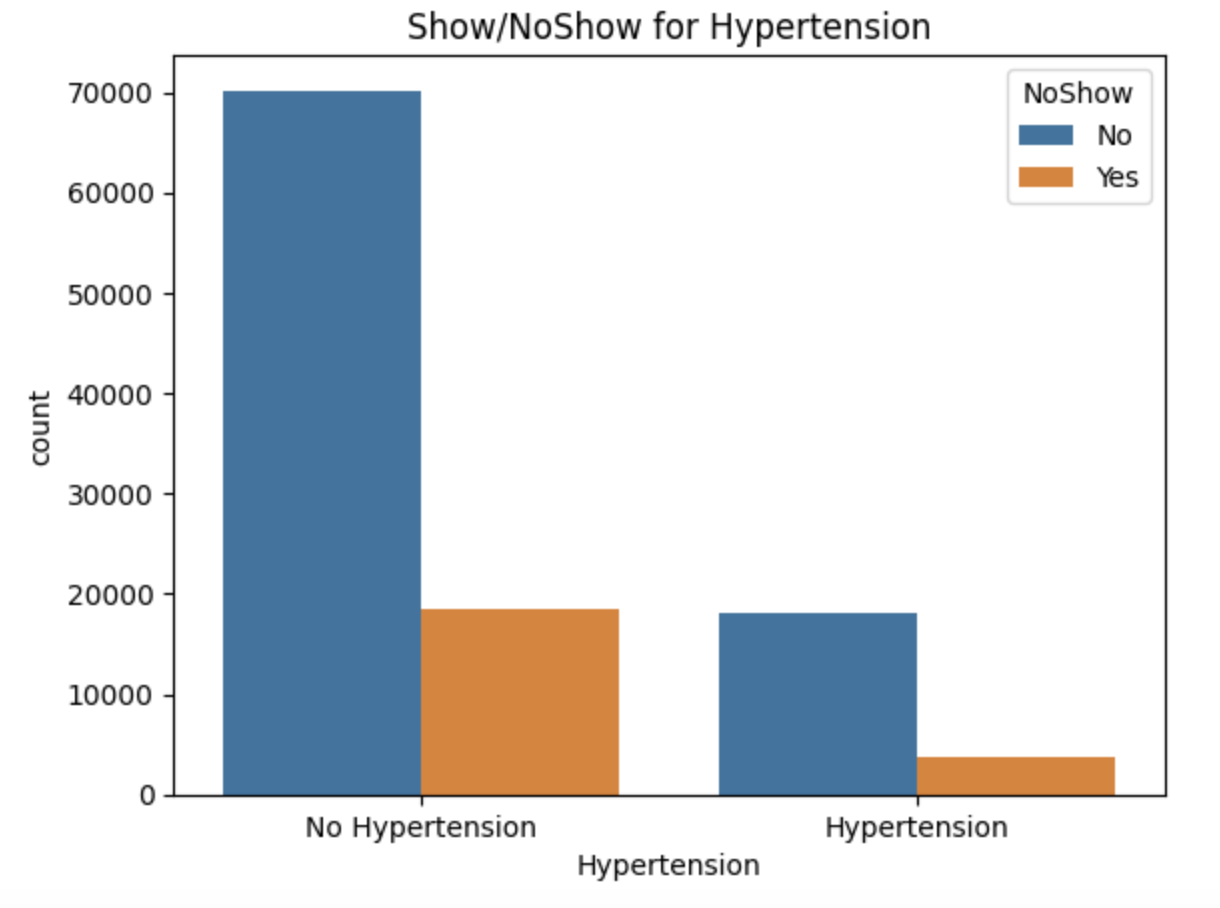 Show/NoShow for Hypertension
NoShow
No
Yes
70000
60000
50000
40000
30000
20000
10000
0
count
No Hypertension
Hypertension
Hypertension